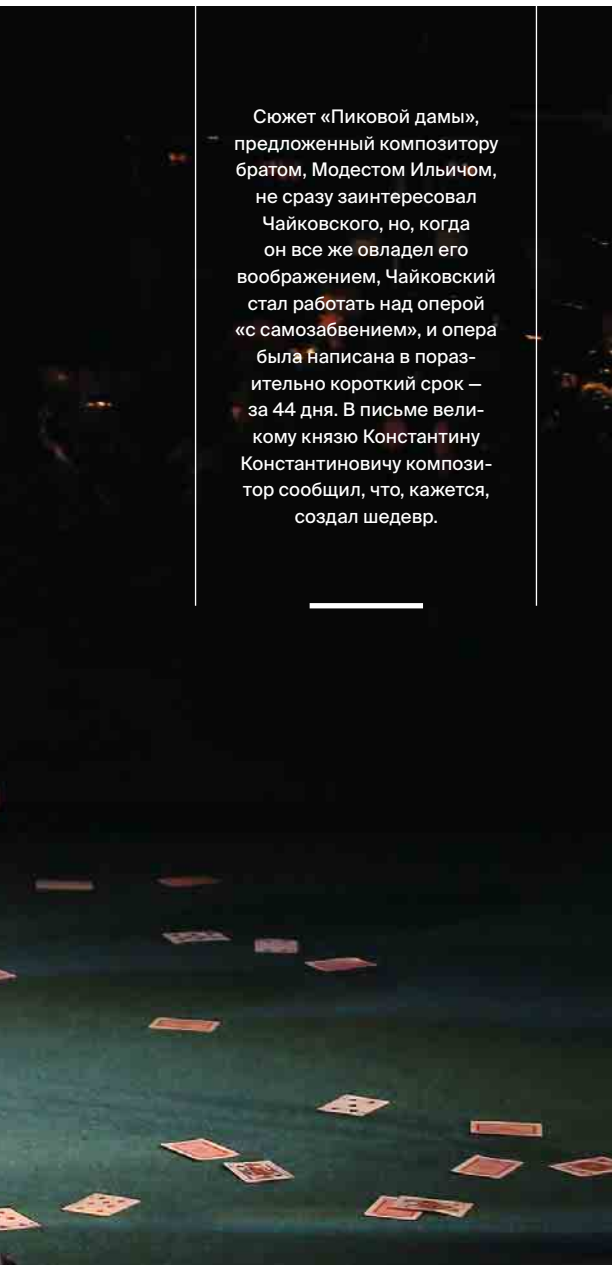 Сюжет «Пиковой дамы»,
предложенный композитору
братом, Модестом Ильичом,
не сразу заинтересовал
Чайковского, но, когда
он все же овладел его
воображением, Чайковский
стал работать над оперой
«с самозабвением», и опера
была написана в пораз-
ительно короткий срок —
за 44 дня. В письме вели-
кому князю Константину
Константиновичу компози-
тор сообщил, что, кажется,
создал шедевр.